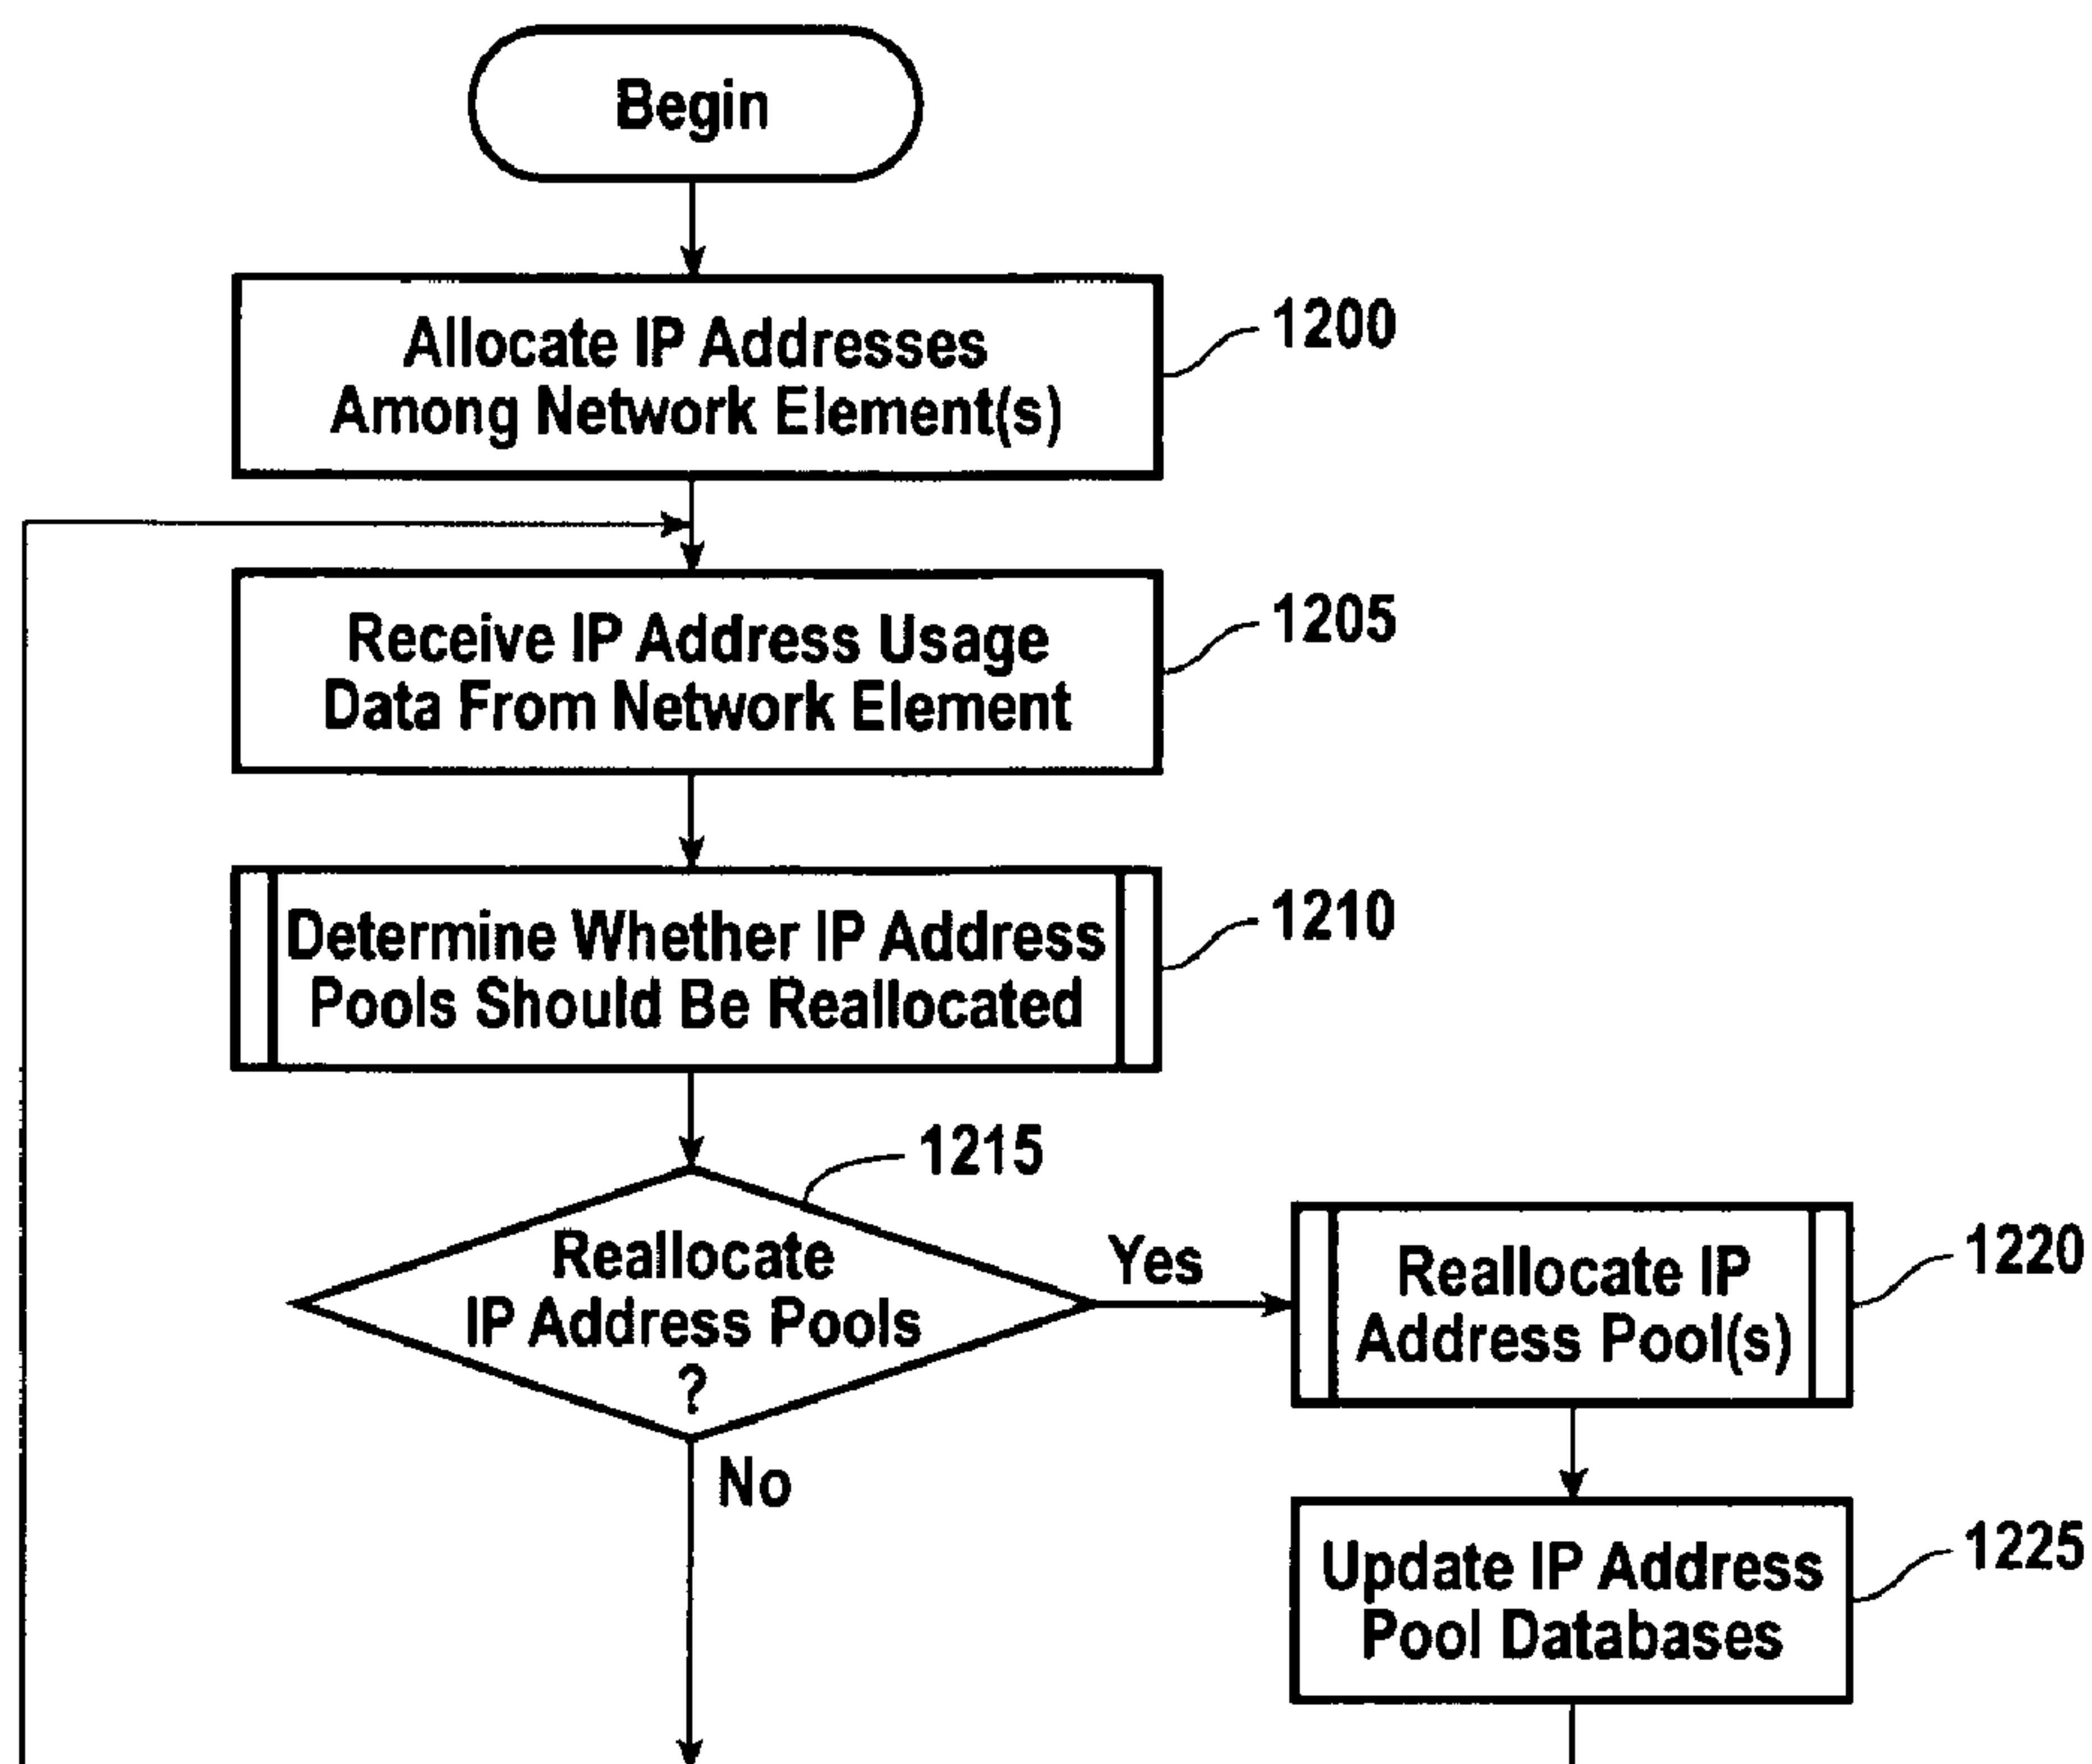 Begin
Allocate IP Addresses
Among Network Element(s)
1200
Receive IP Address Usage
Data From Network Element
1205
Determine Whether IP Address
Pools Should Be Reallocated
1210
1215
Reallocate
IP Address Pools
?
Yes
No
Reallocate IP
Address Pool(s)
1220
Update IP Address
Pool Databases
1225